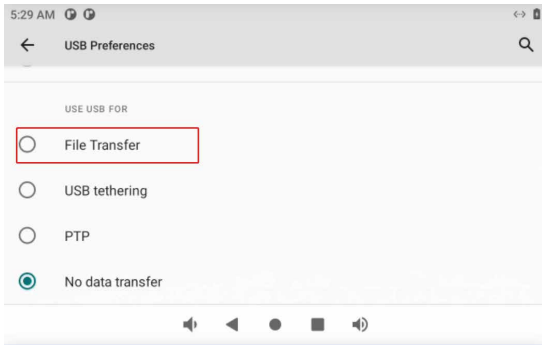 5:29 AM
USB Preferences
USE USB FOR
File Transfer
USB tethering
PTP
No data transfer